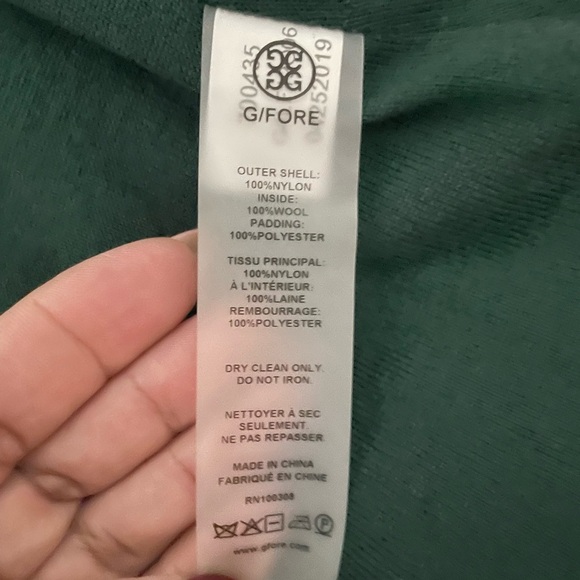 G/FORE
OUTER SHELL:
100%NYLON
INSIDE:
100%WOOL
PADDING:
100%POLYESTER
TISSU PRINCIPAL:
100%NYLON
À L'INTÉRIEUR:
100%LAINE
REMBOURRAGE:
100%POLYESTER
DRY CLEAN ONLY.
DO NOT IRON.
NETTOYER À SEC
SEULEMENT.
NE PAS REPASSER
MADE IN CHINA
FABRIQUÉ EN CHINE
RN100308
P
www.gfore.com